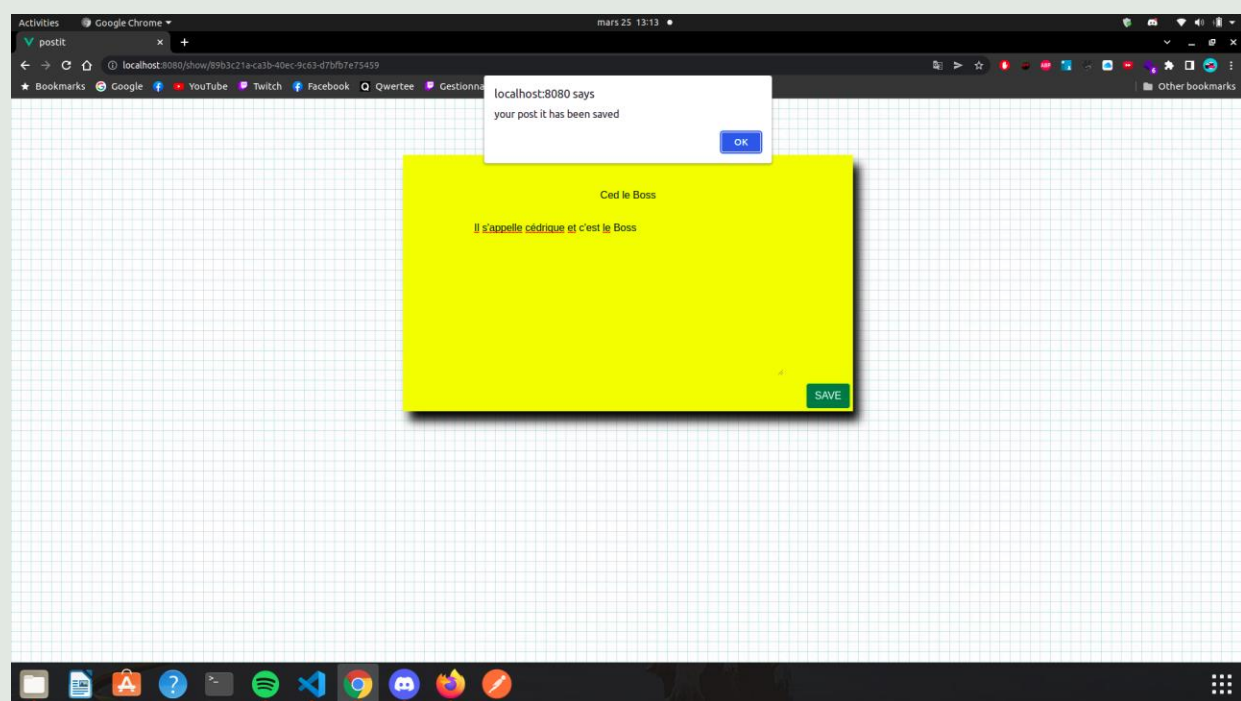 Activities Google Chrome mars 25 13:13
postit
localhost:8080/show/89b3c21a-ca3b-40ec-9c63-d7bfb7e75459
Bookmarks Google YouTube Twitch Facebook Qwertee Gestionna Other bookmarks
localhost:8080 says
your post it has been saved
OK
Ced le Boss
Il s'appelle cédrique et c'est le Boss
SAVE